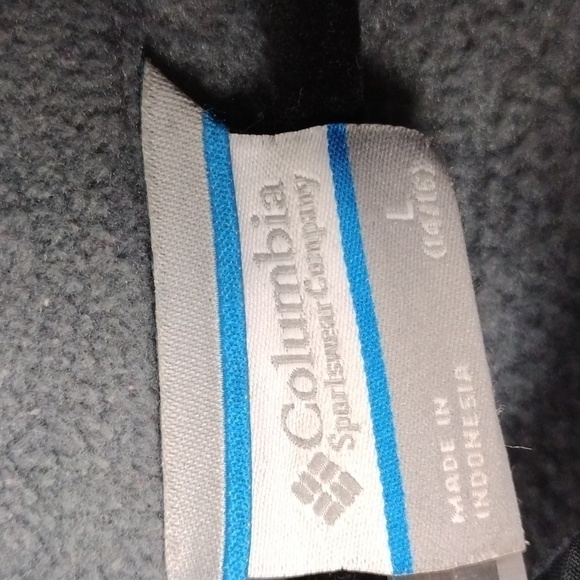 Columbia
Sportswear Company
L
(14/16)
MADE IN
INDONESIA